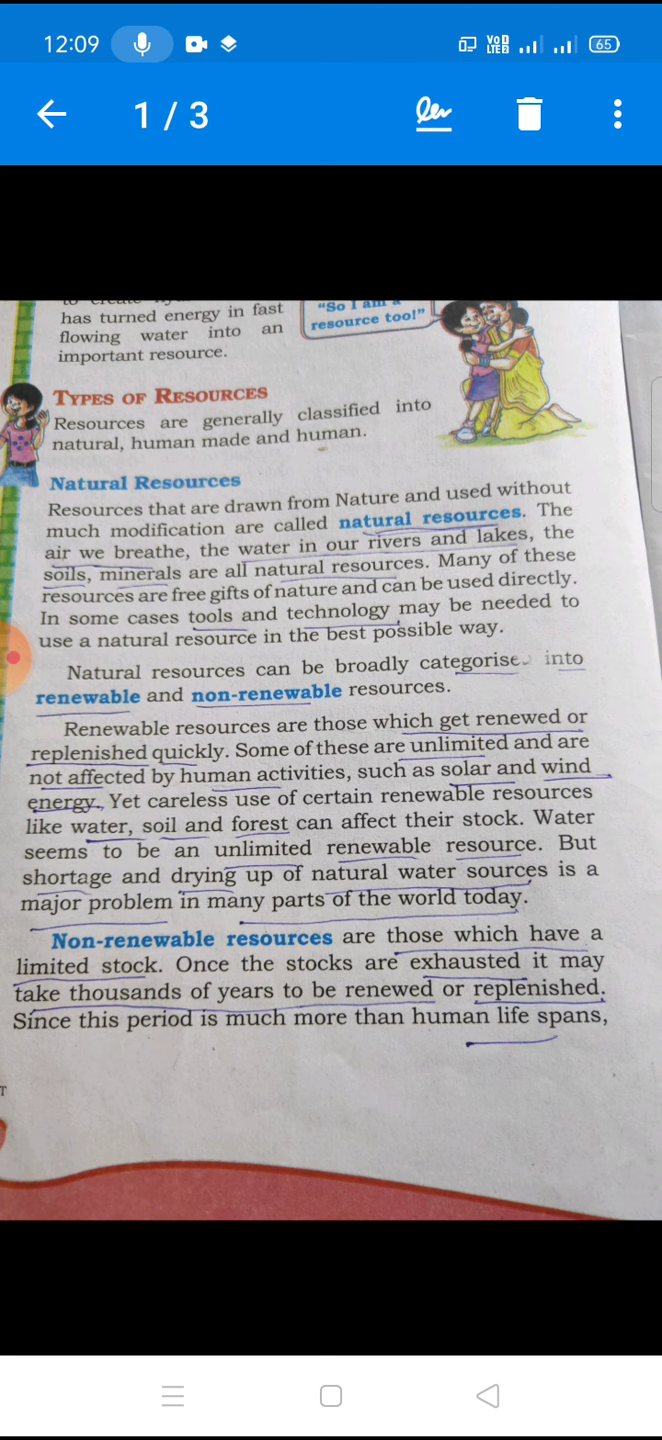 12:09
VoD
LTE2
65
1 / 3
has turned energy in fast
flowing water into an
important resource.
"So I am a
resource too!"
TYPES OF RESOURCES
Resources are generally classified into
natural, human made and human.
Natural Resources
Resources that are drawn from Nature and used without
much modification are called natural resources. The
air we breathe, the water in our rivers and lakes, the
soils, minerals are all natural resources. Many of these
resources are free gifts of nature and can be used directly.
In some cases tools and technology may be needed to
use a natural resource in the best possible way.
Natural resources can be broadly categorise into
renewable and non-renewable resources.
Renewable resources are those which get renewed or
replenished quickly. Some of these are unlimited and are
not affected by human activities, such as solar and wind
energy. Yet careless use of certain renewable resources
like water, soil and forest can affect their stock. Water
seems to be an unlimited renewable resource. But
shortage and drying up of natural water sources is a
major problem in many parts of the world today.
Non-renewable resources are those which have a
limited stock. Once the stocks are exhausted it may
take thousands of years to be renewed or replenished.
Since this period is much more than human life spans,